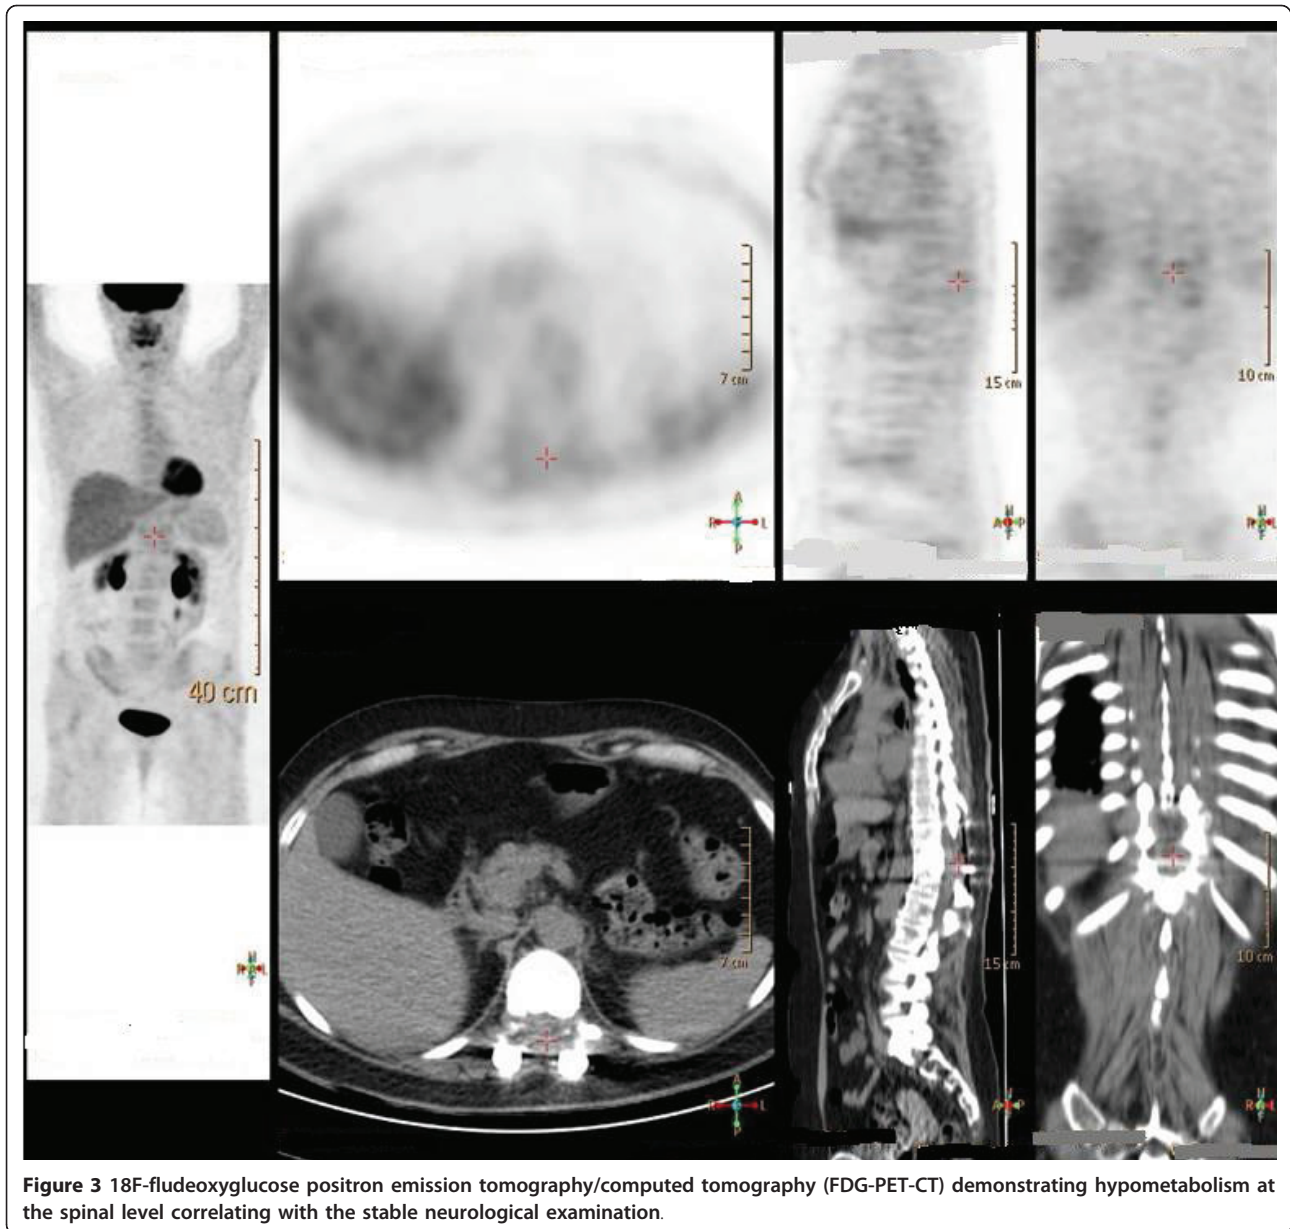 7 cm
15 cm
10 cm
A
R L
P
H
A P
F
H
R L
F
40 cm
H
R L
F
7 cm
15 cm
10 cm
A
R L
P
H
A P
F
H
R L
F
Figure 3 18F-fludeoxyglucose positron emission tomography/computed tomography (FDG-PET-CT) demonstrating hypometabolism at
the spinal level correlating with the stable neurological examination.